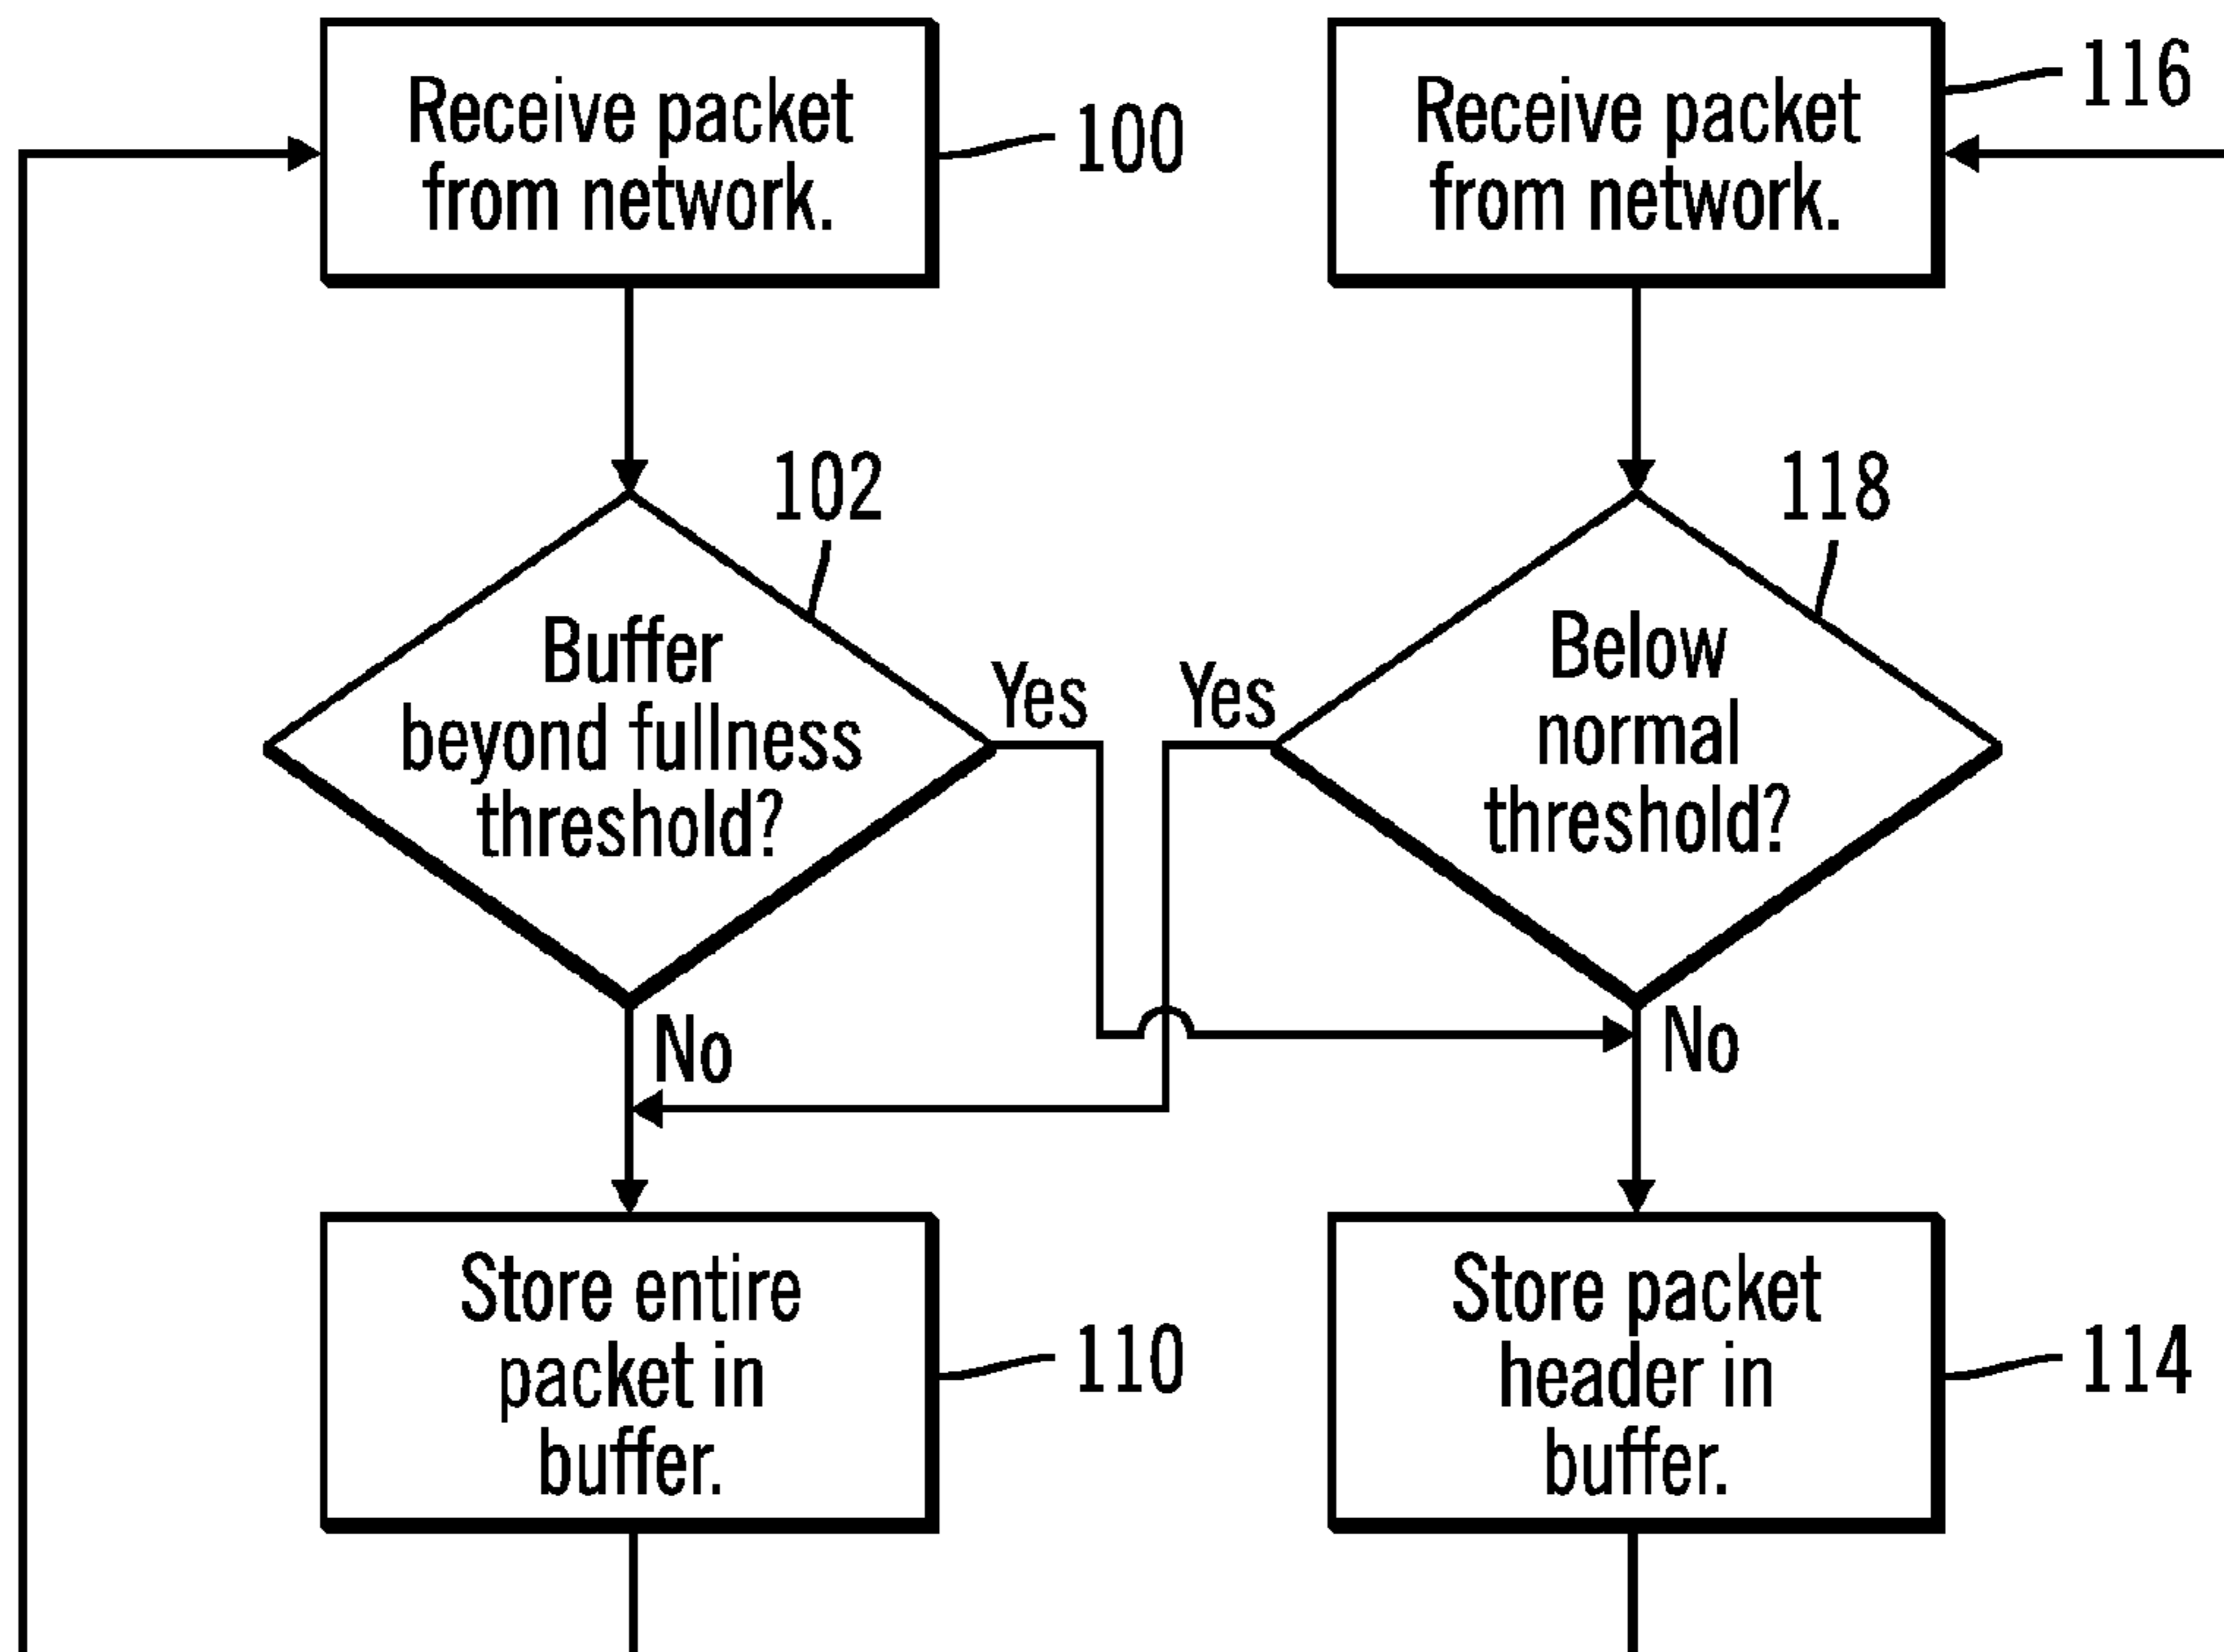 Receive packet
from network.
100
Receive packet
from network.
116
102
Buffer
beyond fullness
threshold?
Yes
No
118
Below
normal
threshold?
Yes
No
Store entire
packet in
buffer.
110
Store packet
header in
buffer.
114